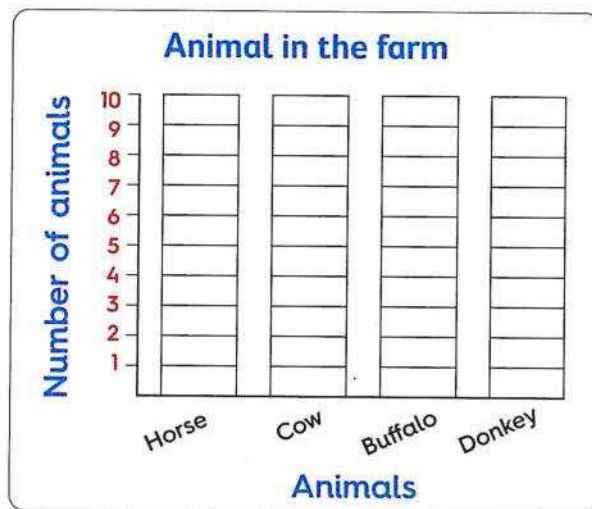 Animal in the farm
Number of animals
10
9
8
7
6
5
4
3
2
1
Horse
Cow
Buffalo
Donkey
Animals